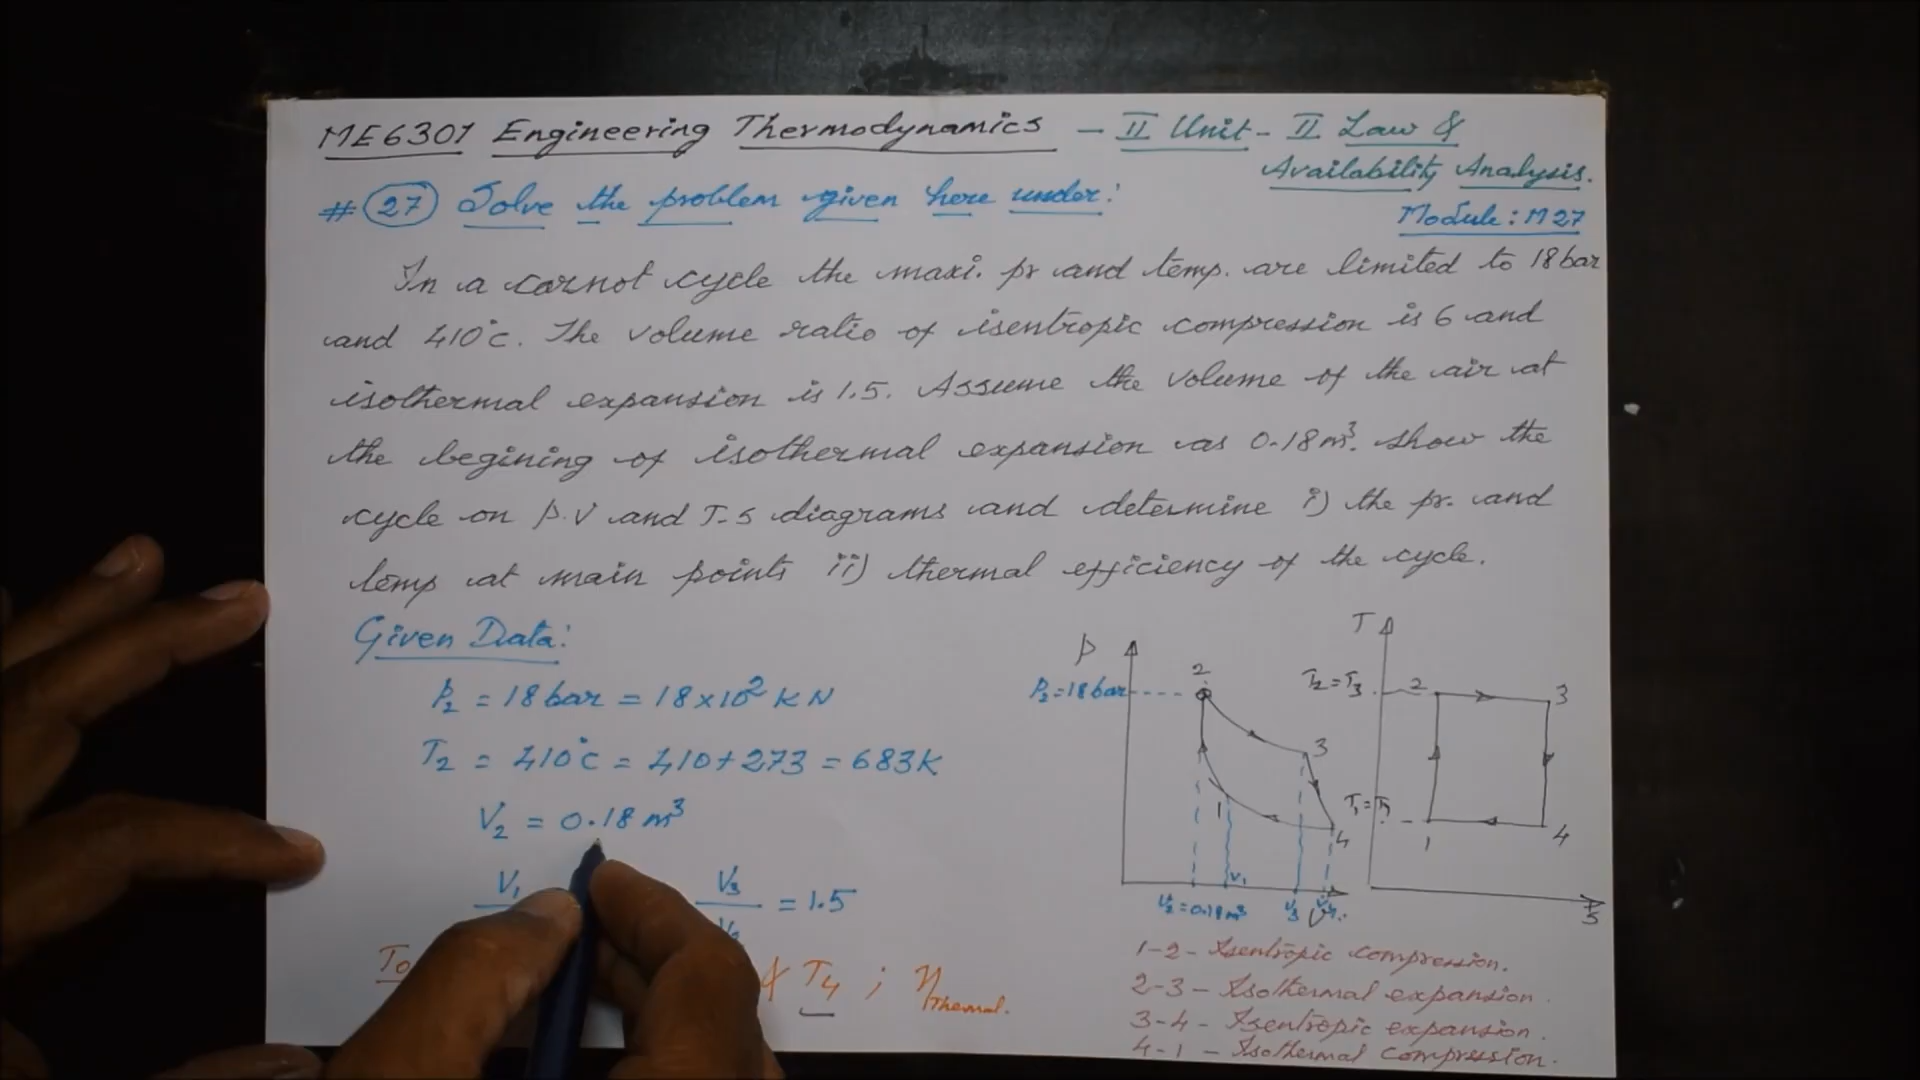 ME6301 Engineering Thermodynamics - II Unit - II Law &
Availability Analysis.
Module: M27
# 27 Solve the problem given here under:
In a carnot cycle the maxi. pr and temp. are limited to 18 bar
and 410°c. The volume ratio of isentropic compression is 6 and
isothermal expansion is 1.5. Assume the volume of the air at
the begining of isothermal expansion as 0.18m³. show the
cycle on p.v and T-s diagrams and determine i) the pr. and
temp at main points ii) thermal efficiency of the cycle.
Given Data:
P₂ = 18 bar = 18×10² KN
T₂ = 410°c = 410+273 = 683K
V₂ = 0.18 m³
V₁
V₃ / V₂ = 1.5
To
& T₄ ; η Thermal.
p
P₂=18bar
2
3
1
4
V₂=0.18m³
V₁
V₃
T
T₂=T₃
2
3
1
4
S
1-2 - Isentropic compression.
2-3 - Isothermal expansion.
3-4 - Isentropic expansion.
4-1 - Isothermal compression.